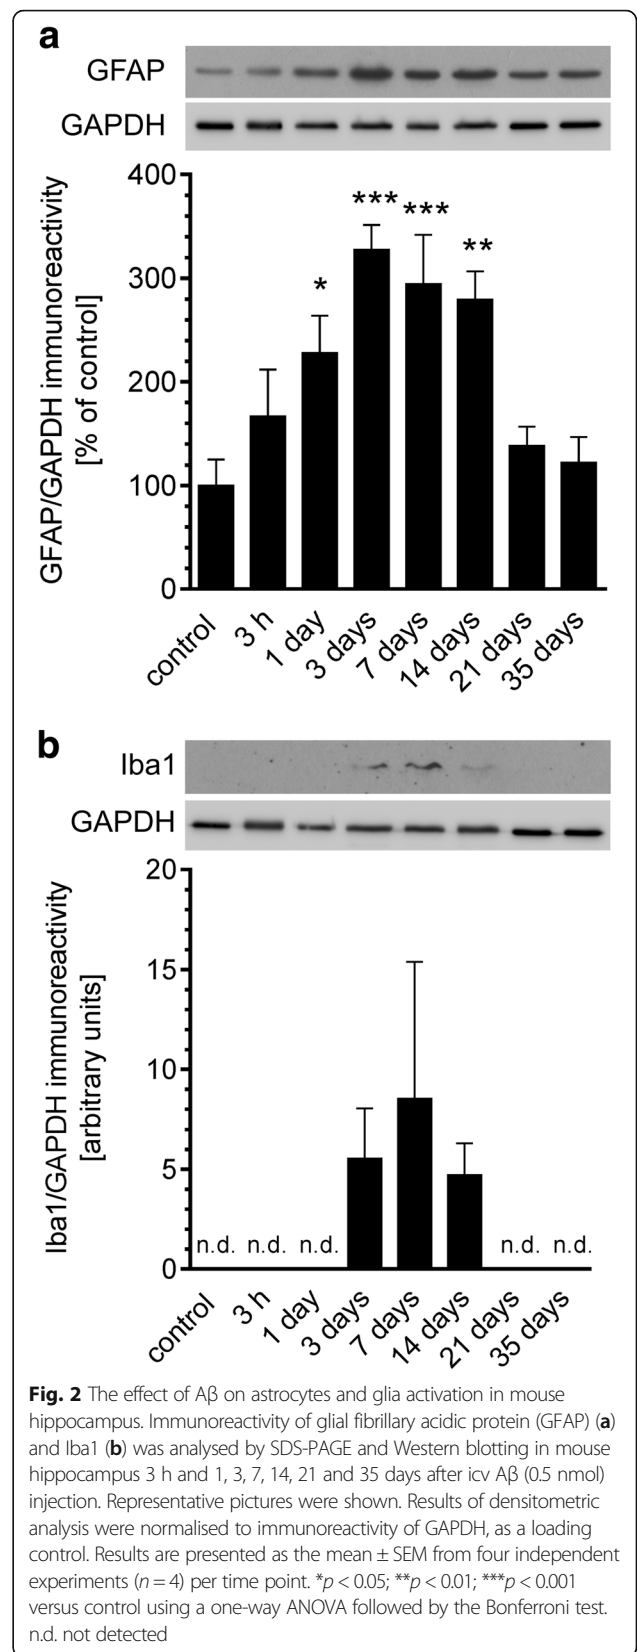 a
GFAP
GAPDH
GFAP/GAPDH immunoreactivity
[% of control]
400
300
200
100
0
*
***
***
**
control
3 h
1 day
3 days
7 days
14 days
21 days
35 days
b
Iba1
GAPDH
Iba1/GAPDH immunoreactivity
[arbitrary units]
20
15
10
5
0
n.d.
n.d.
n.d.
n.d.
n.d.
control
3 h
1 day
3 days
7 days
14 days
21 days
35 days
Fig. 2 The effect of Aβ on astrocytes and glia activation in mouse
hippocampus. Immunoreactivity of glial fibrillary acidic protein (GFAP) (a)
and Iba1 (b) was analysed by SDS-PAGE and Western blotting in mouse
hippocampus 3 h and 1, 3, 7, 14, 21 and 35 days after icv Aβ (0.5 nmol)
injection. Representative pictures were shown. Results of densitometric
analysis were normalised to immunoreactivity of GAPDH, as a loading
control. Results are presented as the mean ± SEM from four independent
experiments (n = 4) per time point. *p < 0.05; **p < 0.01; ***p < 0.001
versus control using a one-way ANOVA followed by the Bonferroni test.
n.d. not detected